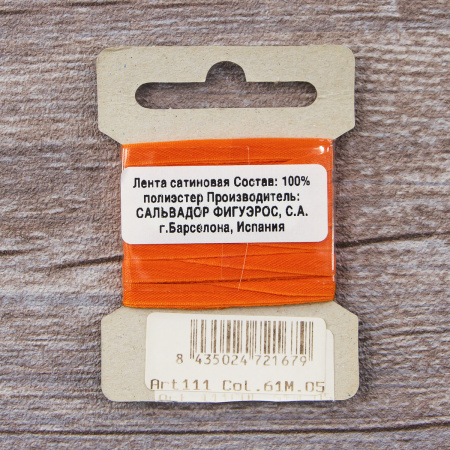 Лента сатиновая Состав: 100%
полиэстер Производитель:
САЛЬВАДОР ФИГУЭРОС, С.А.
г.Барселона, Испания
8 435024 721679
Art111 Col.61M.05